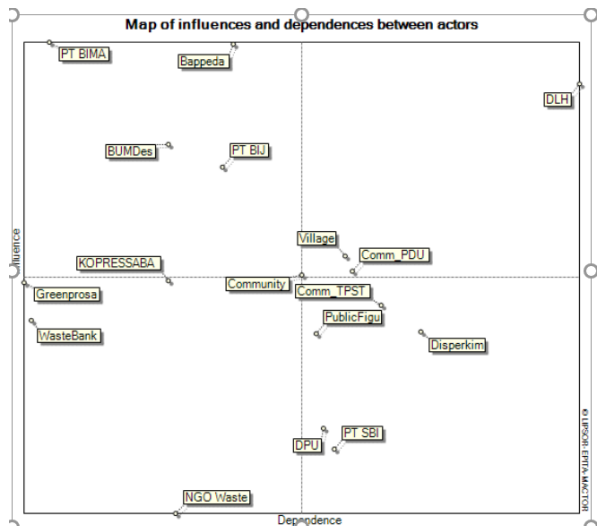 Map of influences and dependences between actors
PT BIMA
Bappeda
DLH
BUMDes
PT BIJ
Village
Comm_PDU
KOPRESSABA
Community
Greenprosa
Comm_TPST
PublicFigu
WasteBank
Disperkim
DPU
PT SBI
NGO Waste
Dependence
© LIPSOR-EPITA-MACTOR